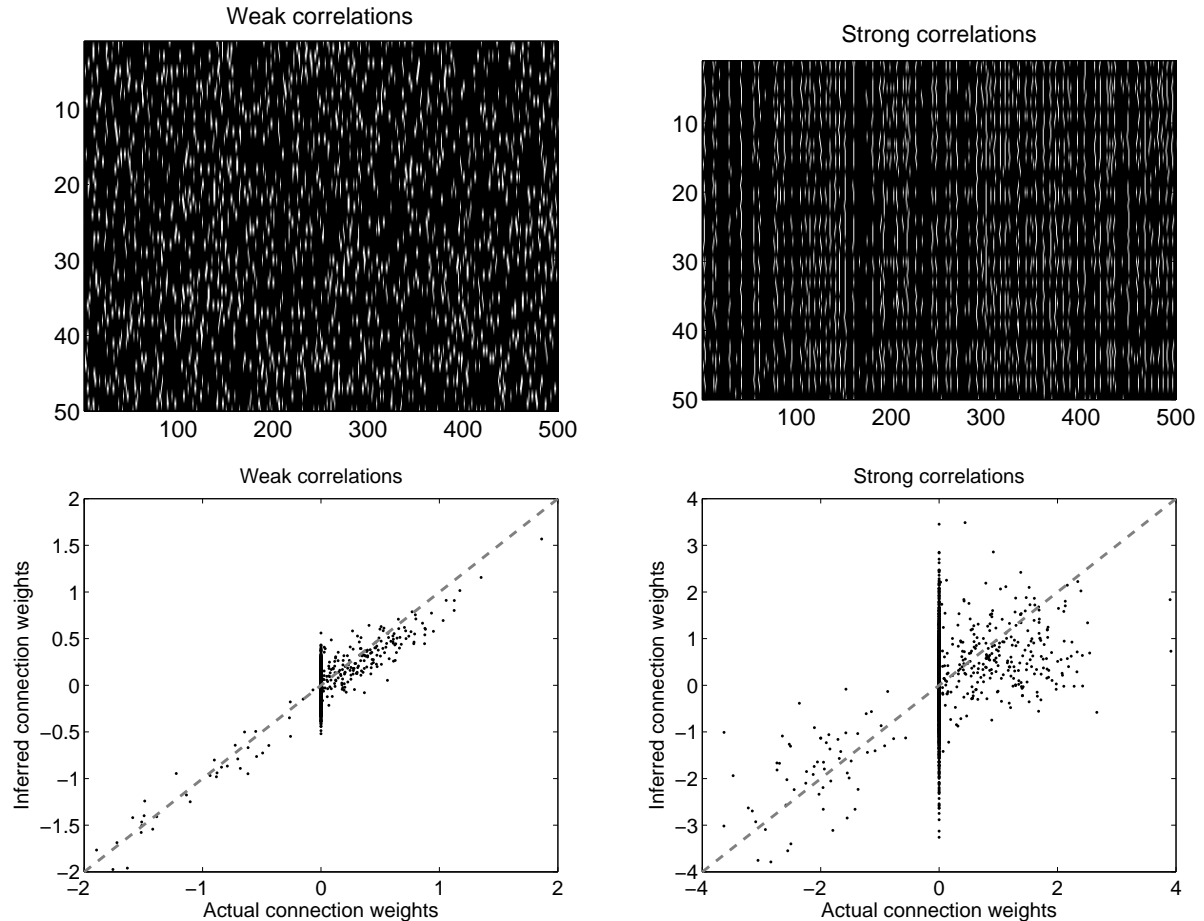 Weak correlations
10
20
30
40
50
100 200 300 400 500
Strong correlations
10
20
30
40
50
100 200 300 400 500
Weak correlations
2
1.5
1
0.5
0
−0.5
−1
−1.5
−2
−2 −1 0 1 2
Inferred connection weights
Actual connection weights
Strong correlations
4
3
2
1
0
−1
−2
−3
−4
−4 −2 0 2 4
Inferred connection weights
Actual connection weights